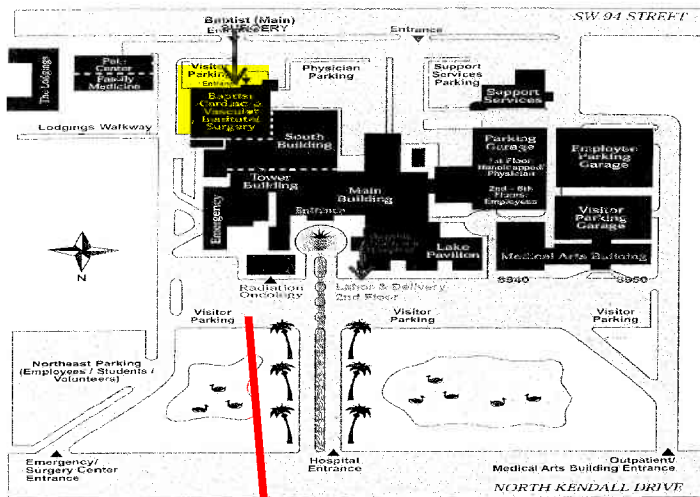 SW 94 STREET
Baptist (Main)
SURGERY
Entrance
Visitor
Parking
Entrance
Physician
Parking
Support
Services
Parking
The Lodgings
Family
Medicine
Baptist
Cardiac &
Vascular
Institute
Surgery
Support
Services
Lodgings Walkway
South
Building
Parking
Garage
1st Floor
Handicapped/
Physician
2nd - 6th
Floors:
Employees
Employee
Parking
Garage
Tower
Building
Main
Building
Entrance
Emergency
Visitor
Parking
Garage
Lake
Pavilion
Medical Arts Building
8940
8950
N
Radiation
Oncology
Labor & Delivery
2nd Floor
Visitor
Parking
Visitor
Parking
Visitor
Parking
Northeast Parking
(Employees / Students /
Volunteers)
Emergency/
Surgery Center
Entrance
Hospital
Entrance
Outpatient/
Medical Arts Building Entrance
NORTH KENDALL DRIVE